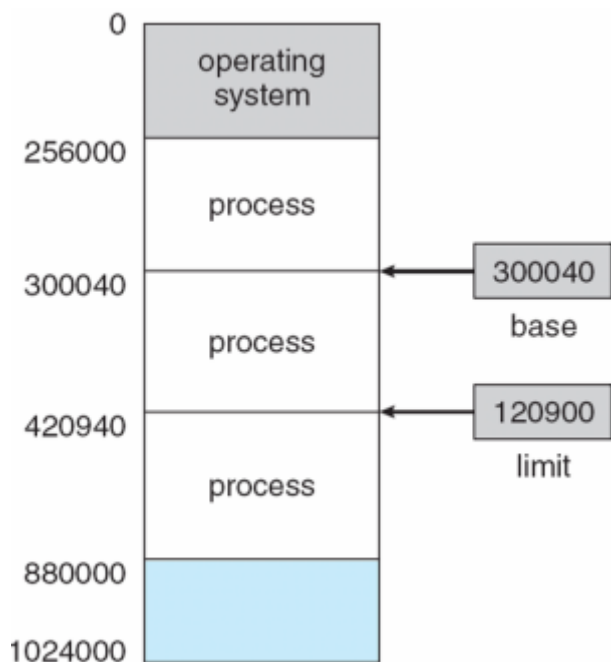 0
operating
system
256000
process
300040
300040
base
process
120900
420940
limit
process
880000
1024000